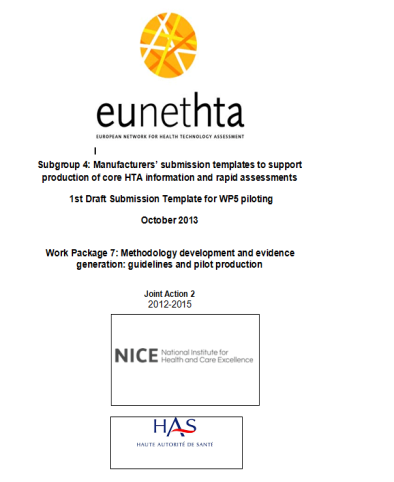 eunethta
EUROPEAN NETWORK FOR HEALTH TECHNOLOGY ASSESSMENT
Subgroup 4: Manufacturers' submission templates to support
production of core HTA information and rapid assessments
1st Draft Submission Template for WP5 piloting
October 2013
Work Package 7: Methodology development and evidence
generation: guidelines and pilot production
Joint Action 2
2012-2015
NICE National Institute for
Health and Care Excellence
HAS
HAUTE AUTORITÉ DE SANTÉ